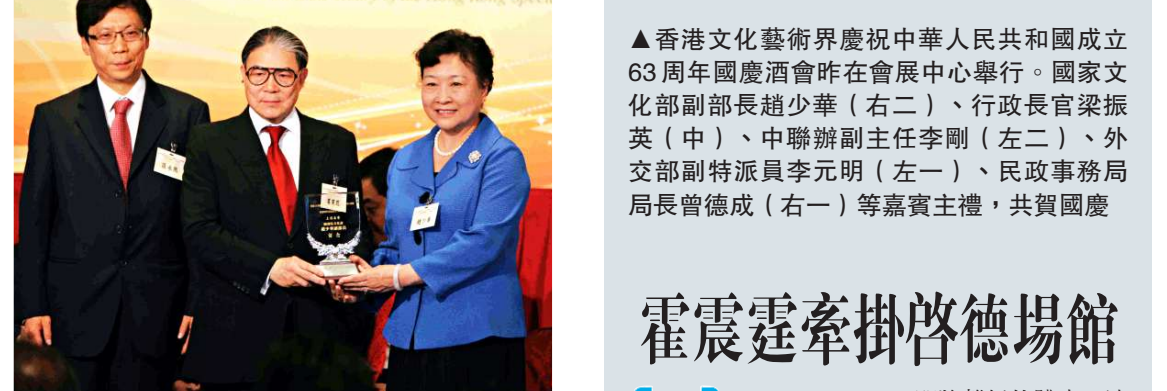 ▲香港文化藝術界慶祝中華人民共和國成立
63周年國慶酒會昨在會展中心舉行。國家文
化部副部長趙少華(右二)、行政長官梁振
英(中)、中聯辦副主任李剛(左二)、外
交部副特派員李元明(左一)、民政事務局
局長曾德成(右一)等嘉賓主禮,共賀國慶
霍震霆牽掛啓德場館